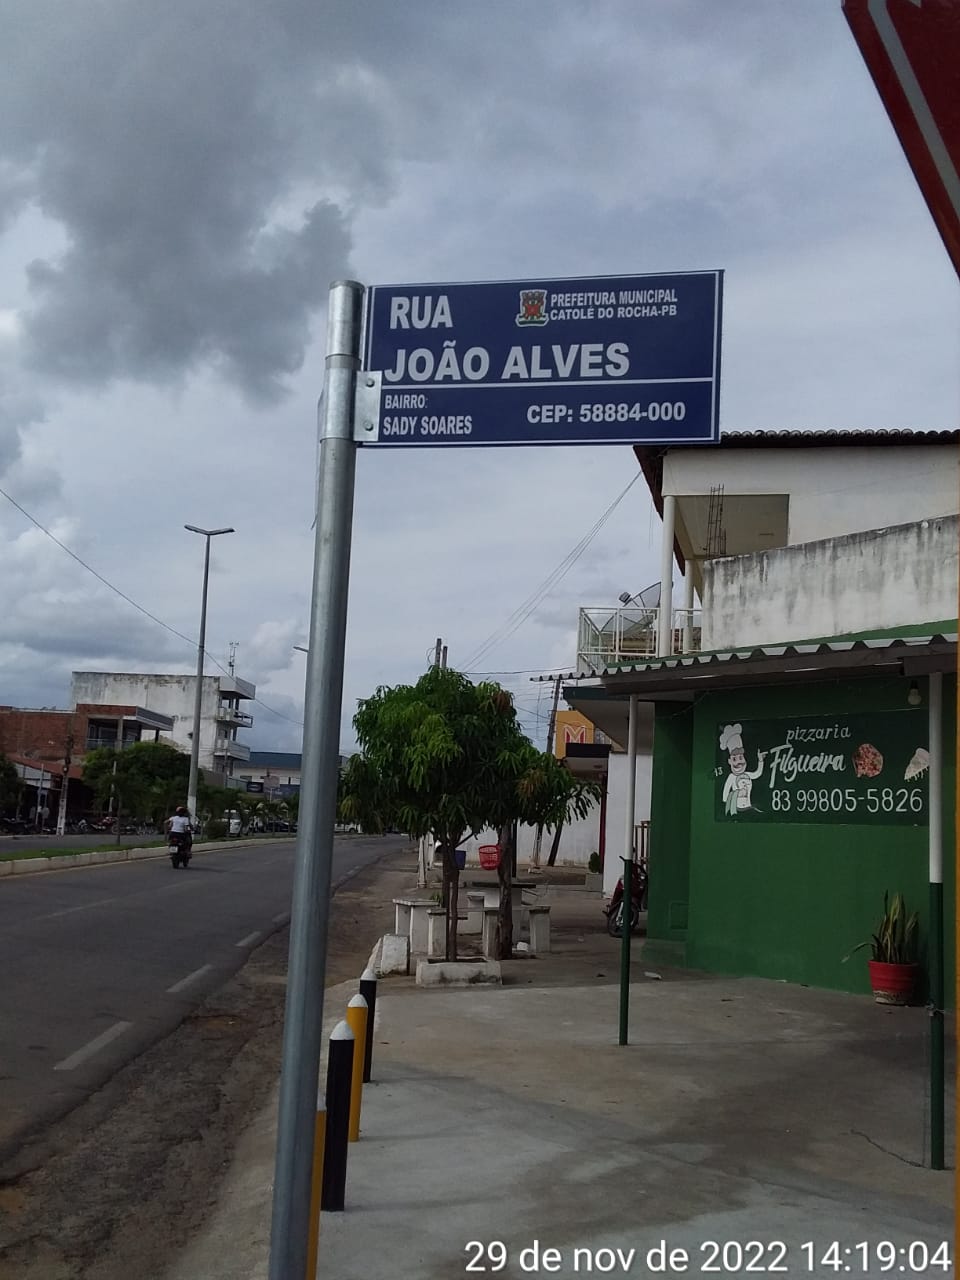 RUA
PREFEITURA MUNICIPAL
CATOLÉ DO ROCHA-PB
JOÃO ALVES
BAIRRO:
SADY SOARES
CEP: 58884-000
pizzaria
Filgueira
83 99805-5826
M
29 de nov de 2022 14:19:04